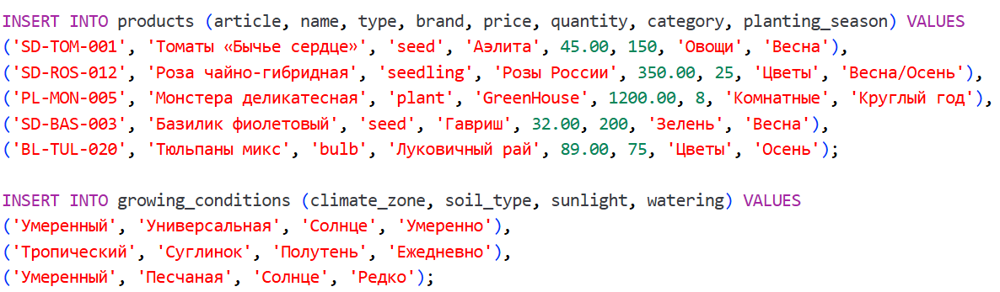 INSERT INTO products (article, name, type, brand, price, quantity, category, planting_season) VALUES
('SD-TOM-001', 'Томаты «Бычье сердце»', 'seed', 'Аэлита', 45.00, 150, 'Овощи', 'Весна'),
('SD-ROS-012', 'Роза чайно-гибридная', 'seedling', 'Розы России', 350.00, 25, 'Цветы', 'Весна/Осень'),
('PL-MON-005', 'Монстера деликатесная', 'plant', 'GreenHouse', 1200.00, 8, 'Комнатные', 'Круглый год'),
('SD-BAS-003', 'Базилик фиолетовый', 'seed', 'Гавриш', 32.00, 200, 'Зелень', 'Весна'),
('BL-TUL-020', 'Тюльпаны микс', 'bulb', 'Луковичный рай', 89.00, 75, 'Цветы', 'Осень');
INSERT INTO growing_conditions (climate_zone, soil_type, sunlight, watering) VALUES
('Умеренный', 'Универсальная', 'Солнце', 'Умеренно'),
('Тропический', 'Суглинок', 'Полутень', 'Ежедневно'),
('Умеренный', 'Песчаная', 'Солнце', 'Редко');